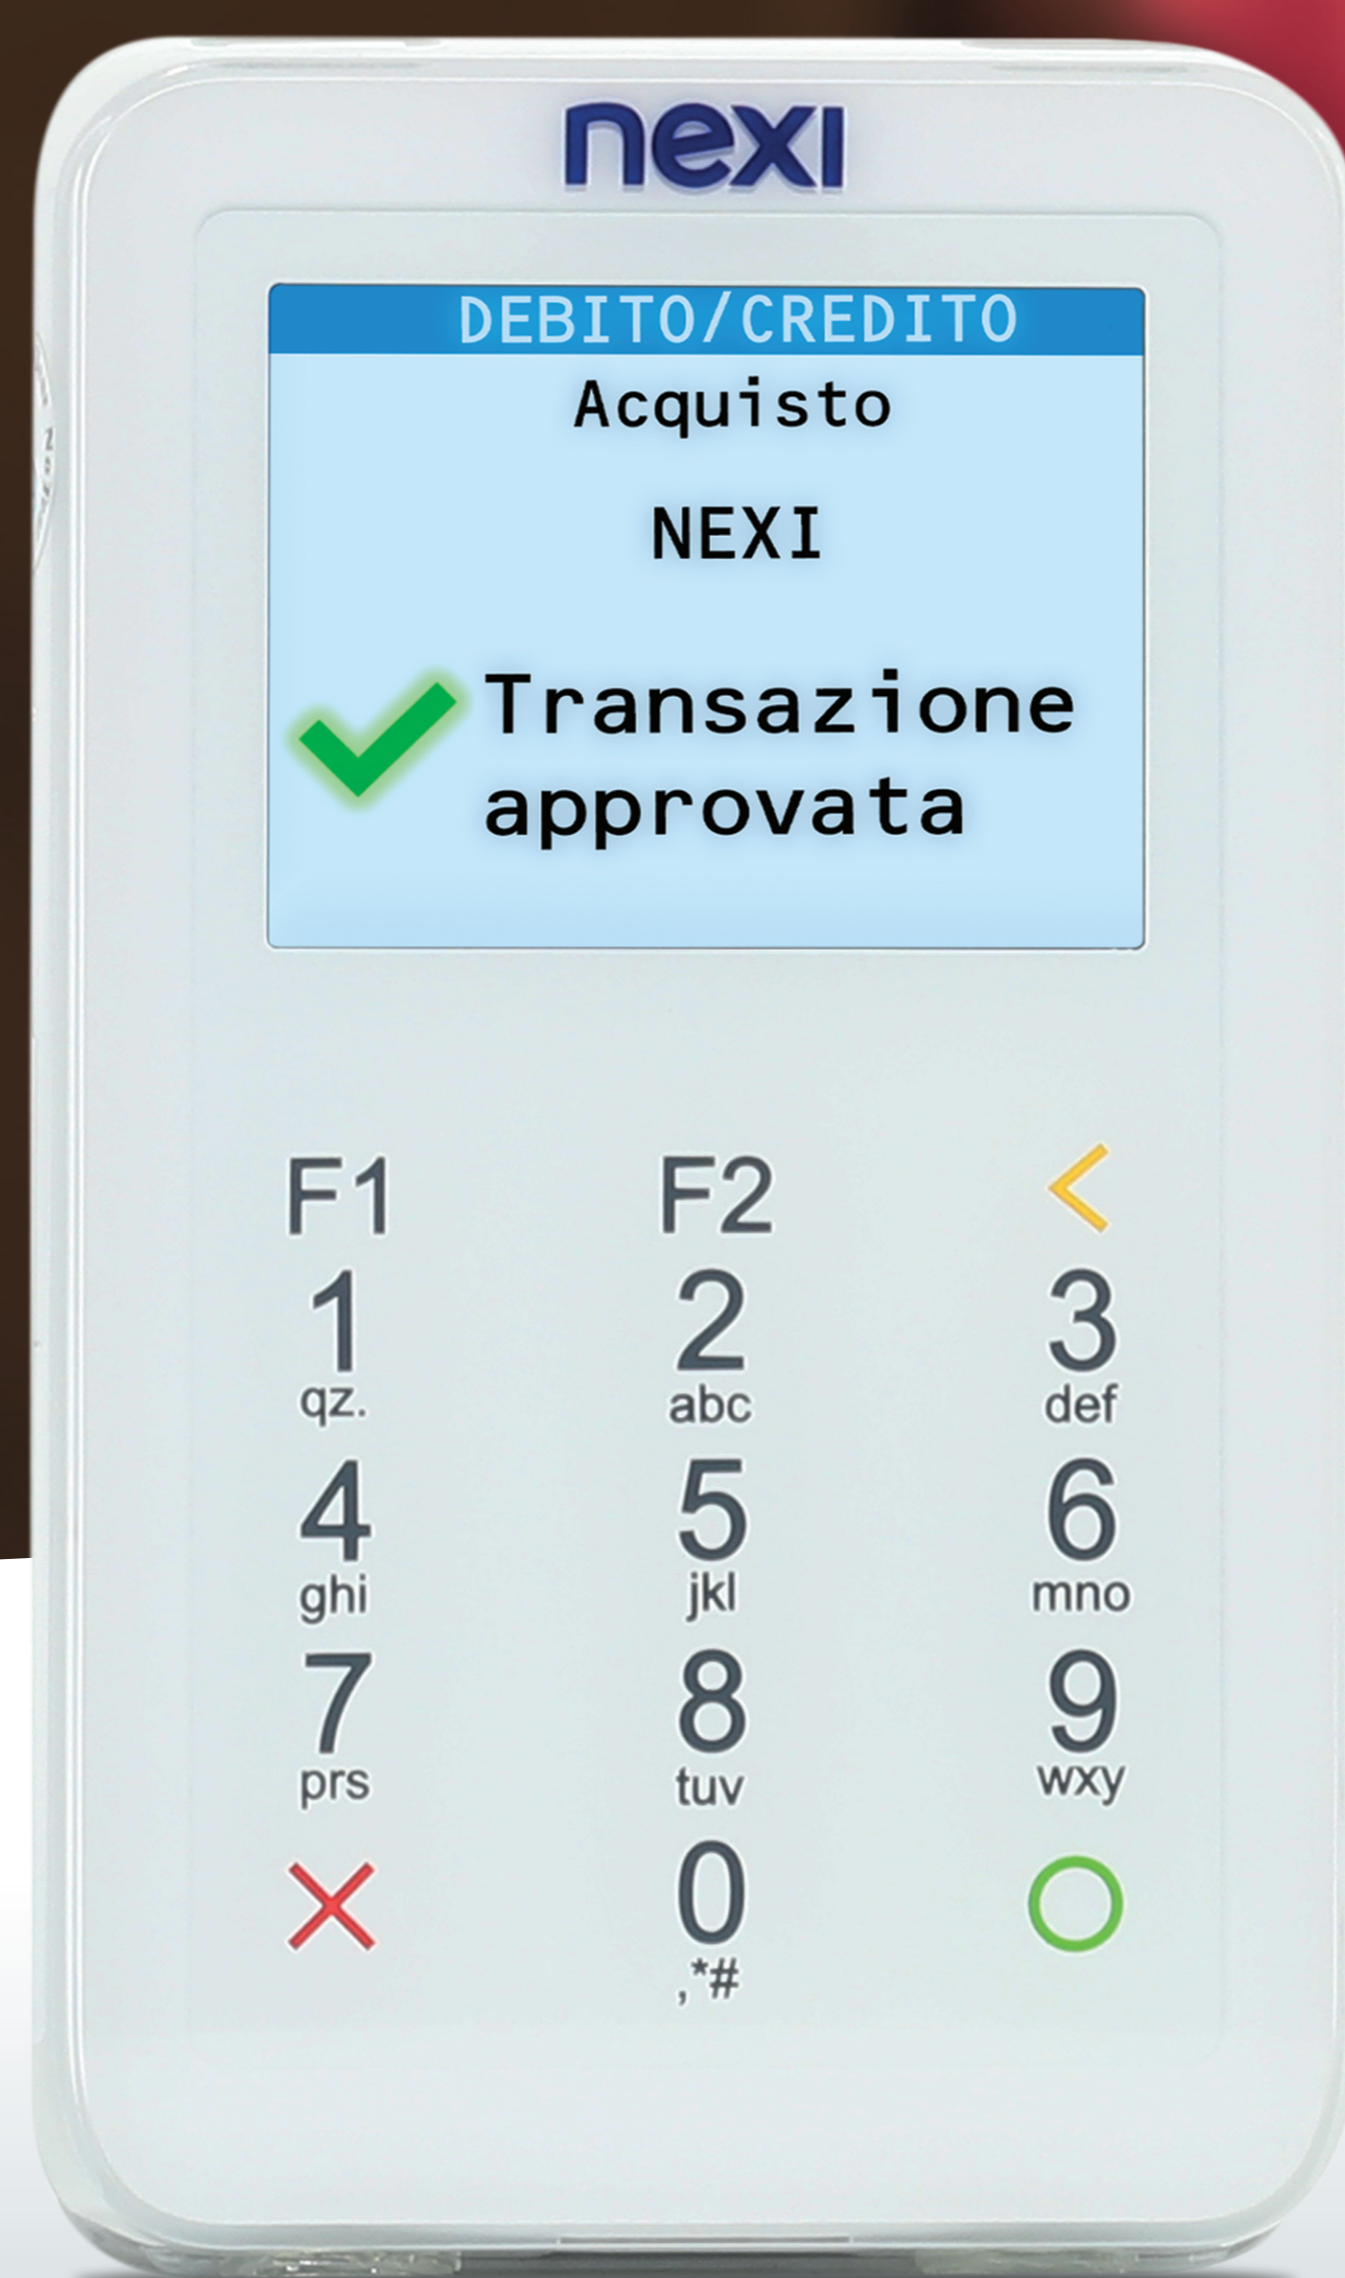 nexi
DEBITO/CREDITO
Acquisto
NEXI
Transazione
approvata
F1 F2 <
1 2 3
qz. abc def
4 5 6
ghi jkl mno
7 8 9
prs tuv wxy
0
,*#